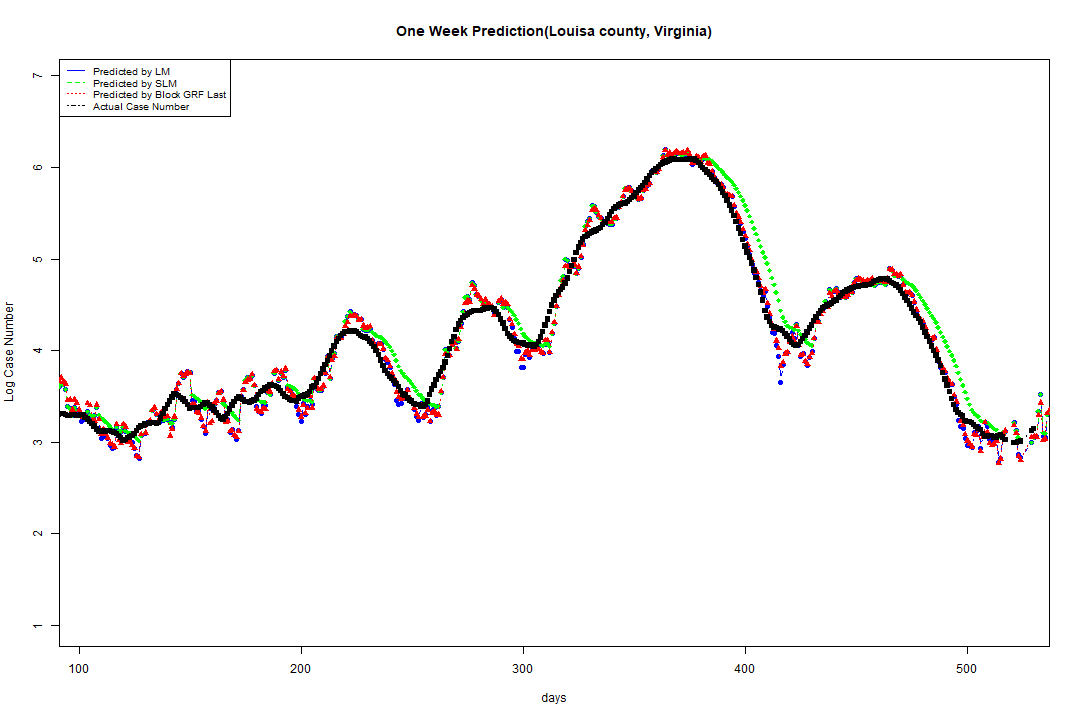 One Week Prediction(Louisa county, Virginia)
Predicted by LM
Predicted by SLM
Predicted by Block GRF Last
Actual Case Number
7
6
5
4
3
2
1
Log Case Number
100 200 300 400 500
days